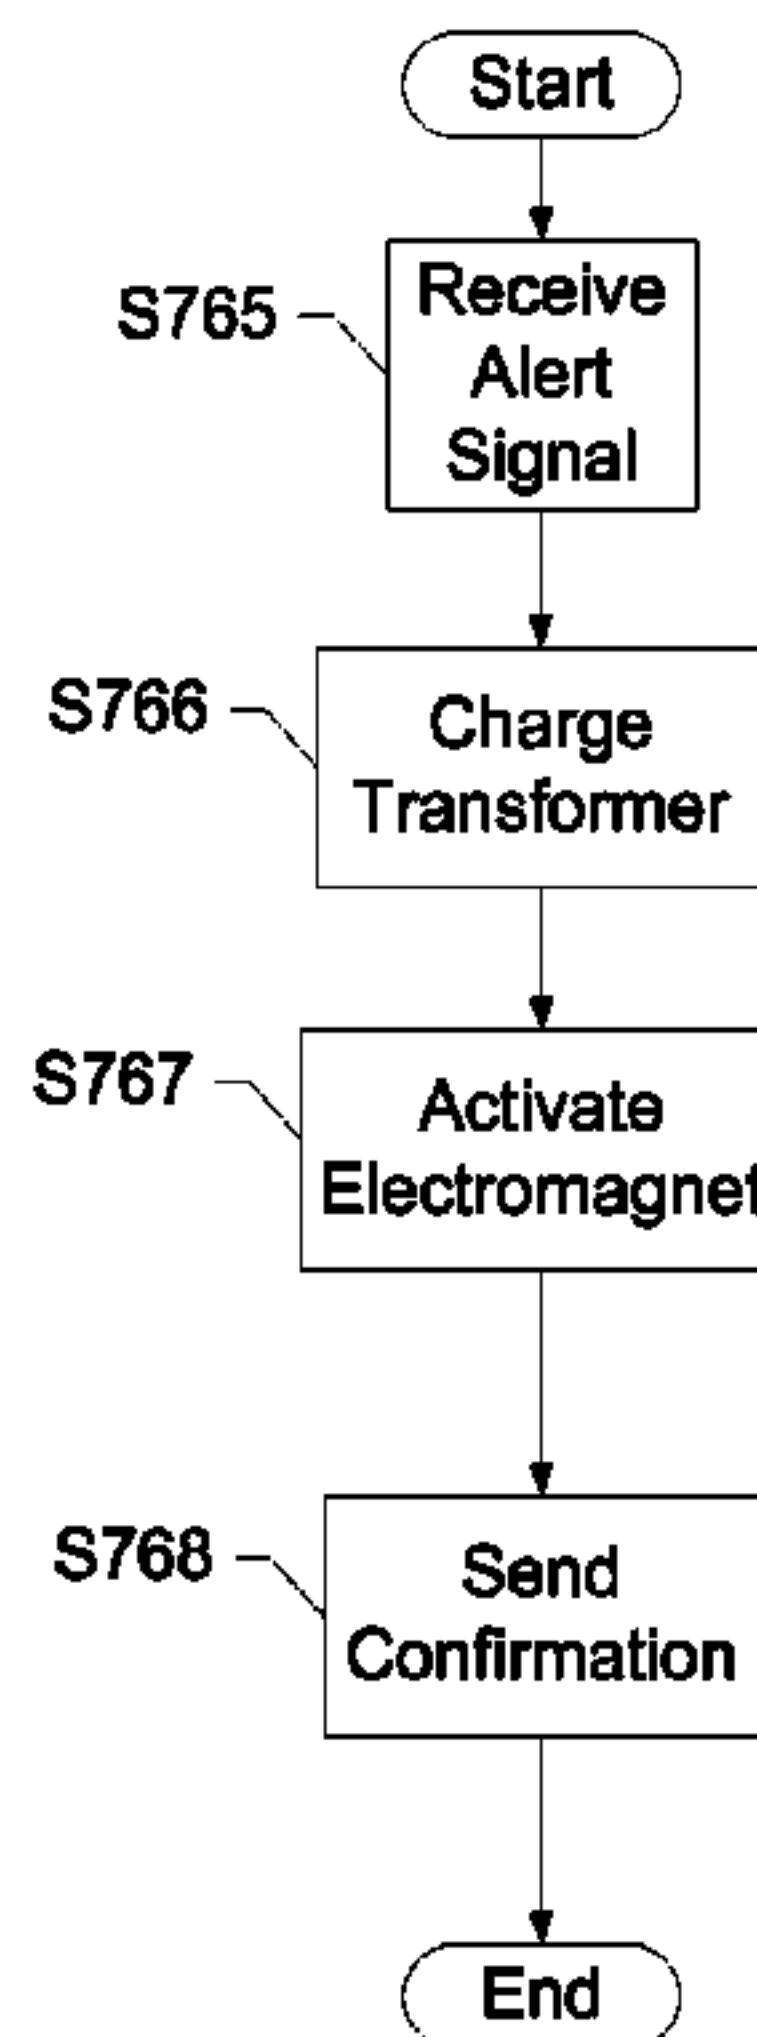 Start
S765
Receive
Alert
Signal
S766
Charge
Transformer
S767
Activate
Electromagnet
S768
Send
Confirmation
End